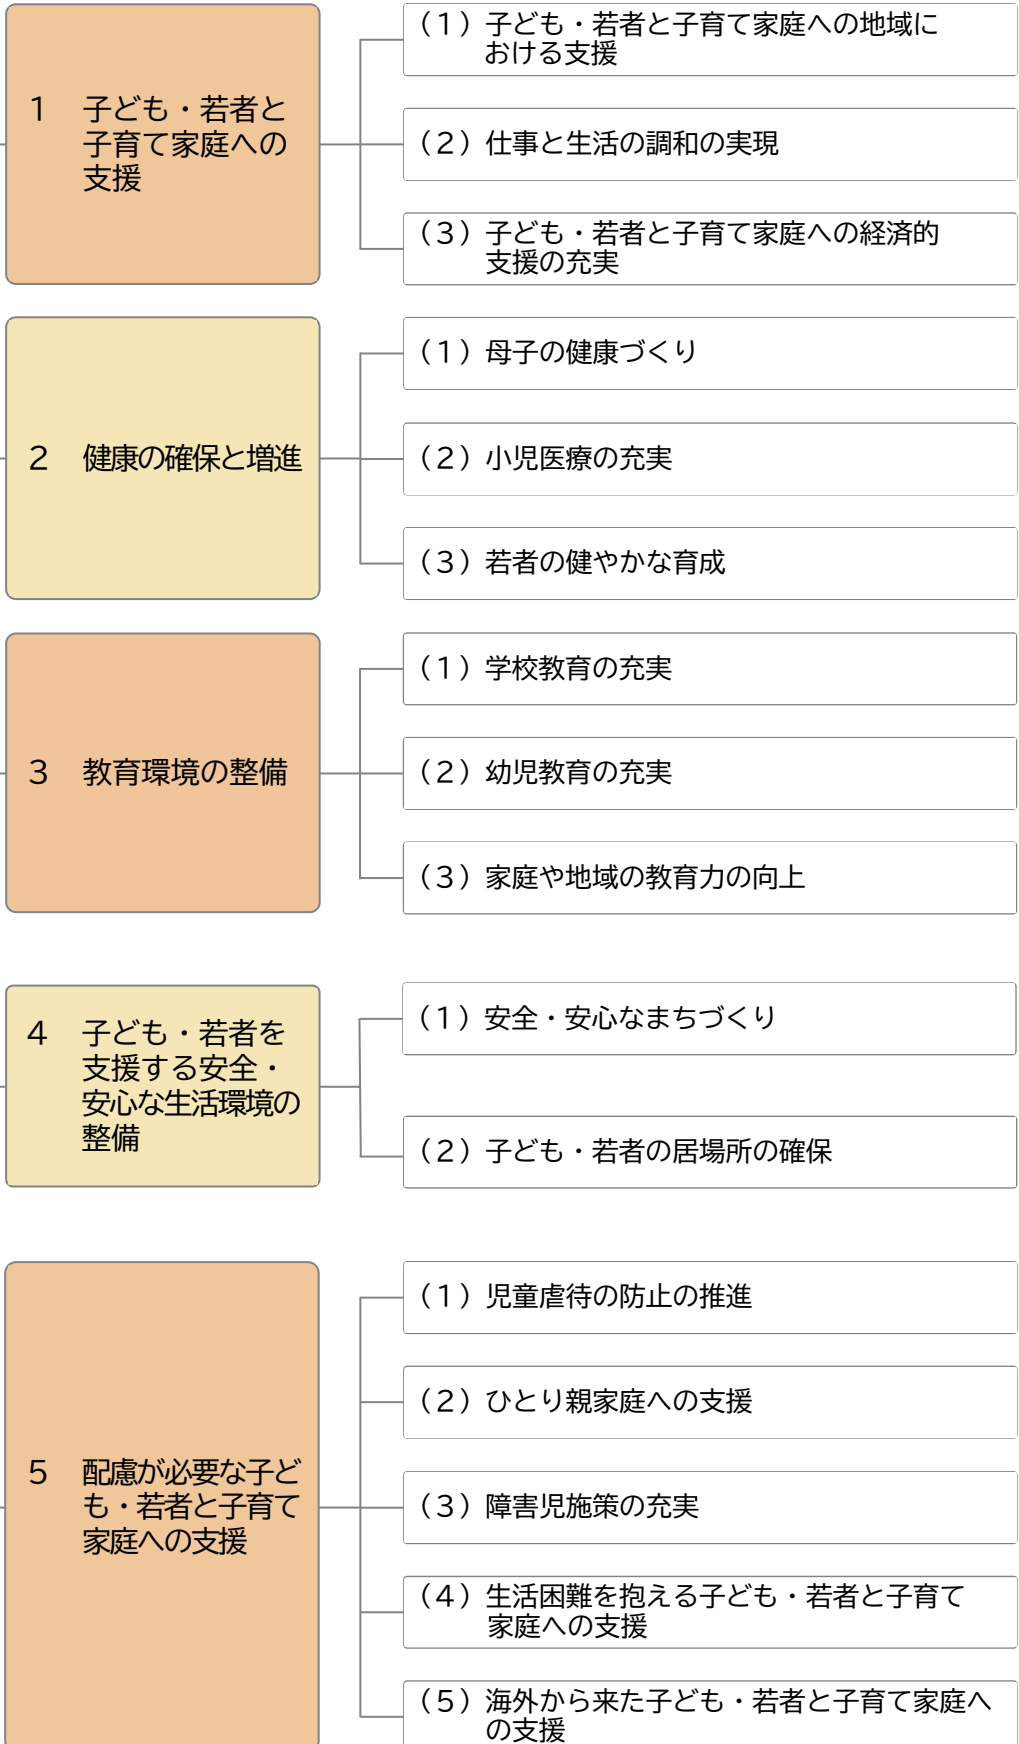 1 子ども・若者と
子育て家庭への
支援
(1)子ども・若者と子育て家庭への地域に
おける支援
(2)仕事と生活の調和の実現
(3)子ども・若者と子育て家庭への経済的
支援の充実
2 健康の確保と増進
(1)母子の健康づくり
(2)小児医療の充実
(3)若者の健やかな育成
3 教育環境の整備
(1)学校教育の充実
(2)幼児教育の充実
(3)家庭や地域の教育力の向上
4 子ども・若者を
支援する安全・
安心な生活環境の
整備
(1)安全・安心なまちづくり
(2)子ども・若者の居場所の確保
5 配慮が必要な子ど
も・若者と子育て
家庭への支援
(1)児童虐待の防止の推進
(2)ひとり親家庭への支援
(3)障害児施策の充実
(4)生活困難を抱える子ども・若者と子育て
家庭への支援
(5)海外から来た子ども・若者と子育て家庭へ
の支援